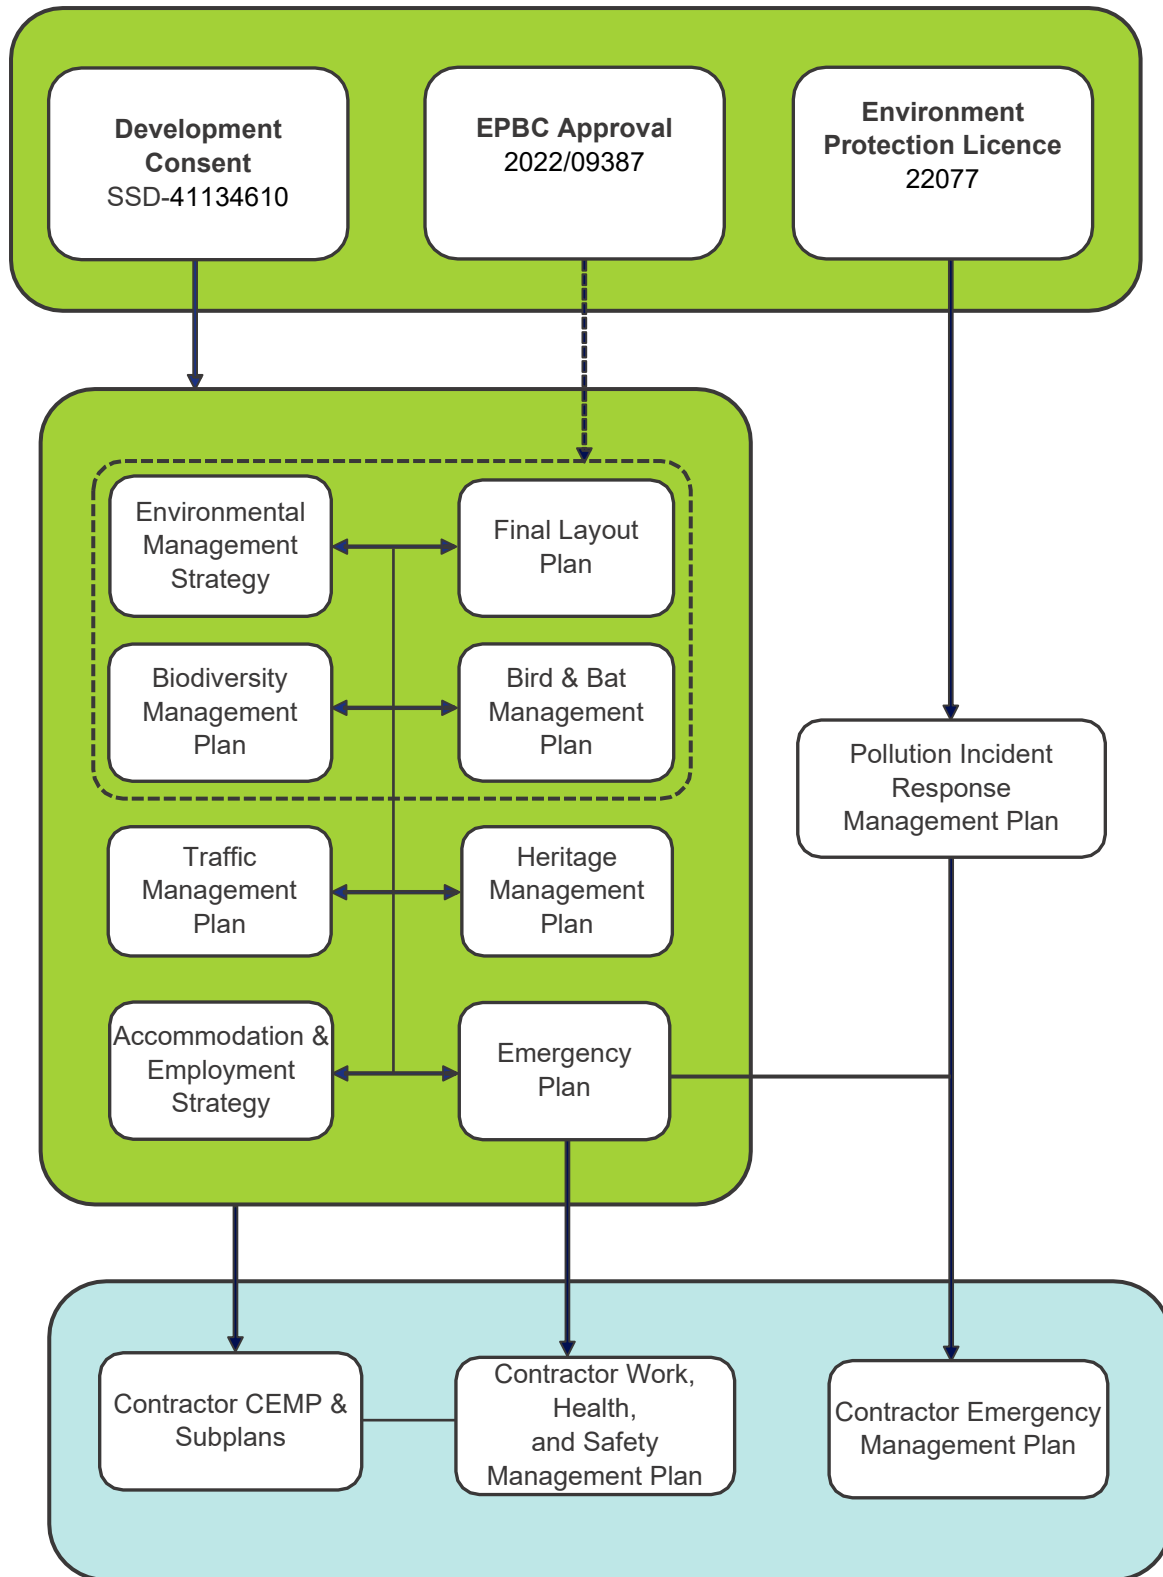 Development
Consent
SSD-41134610
EPBC Approval
2022/09387
Environment
Protection Licence
22077
Environmental
Management
Strategy
Final Layout
Plan
Biodiversity
Management
Plan
Bird & Bat
Management
Plan
Pollution Incident
Response
Management Plan
Traffic
Management
Plan
Heritage
Management
Plan
Accommodation &
Employment
Strategy
Emergency
Plan
Contractor CEMP &
Subplans
Contractor Work,
Health,
and Safety
Management Plan
Contractor Emergency
Management Plan